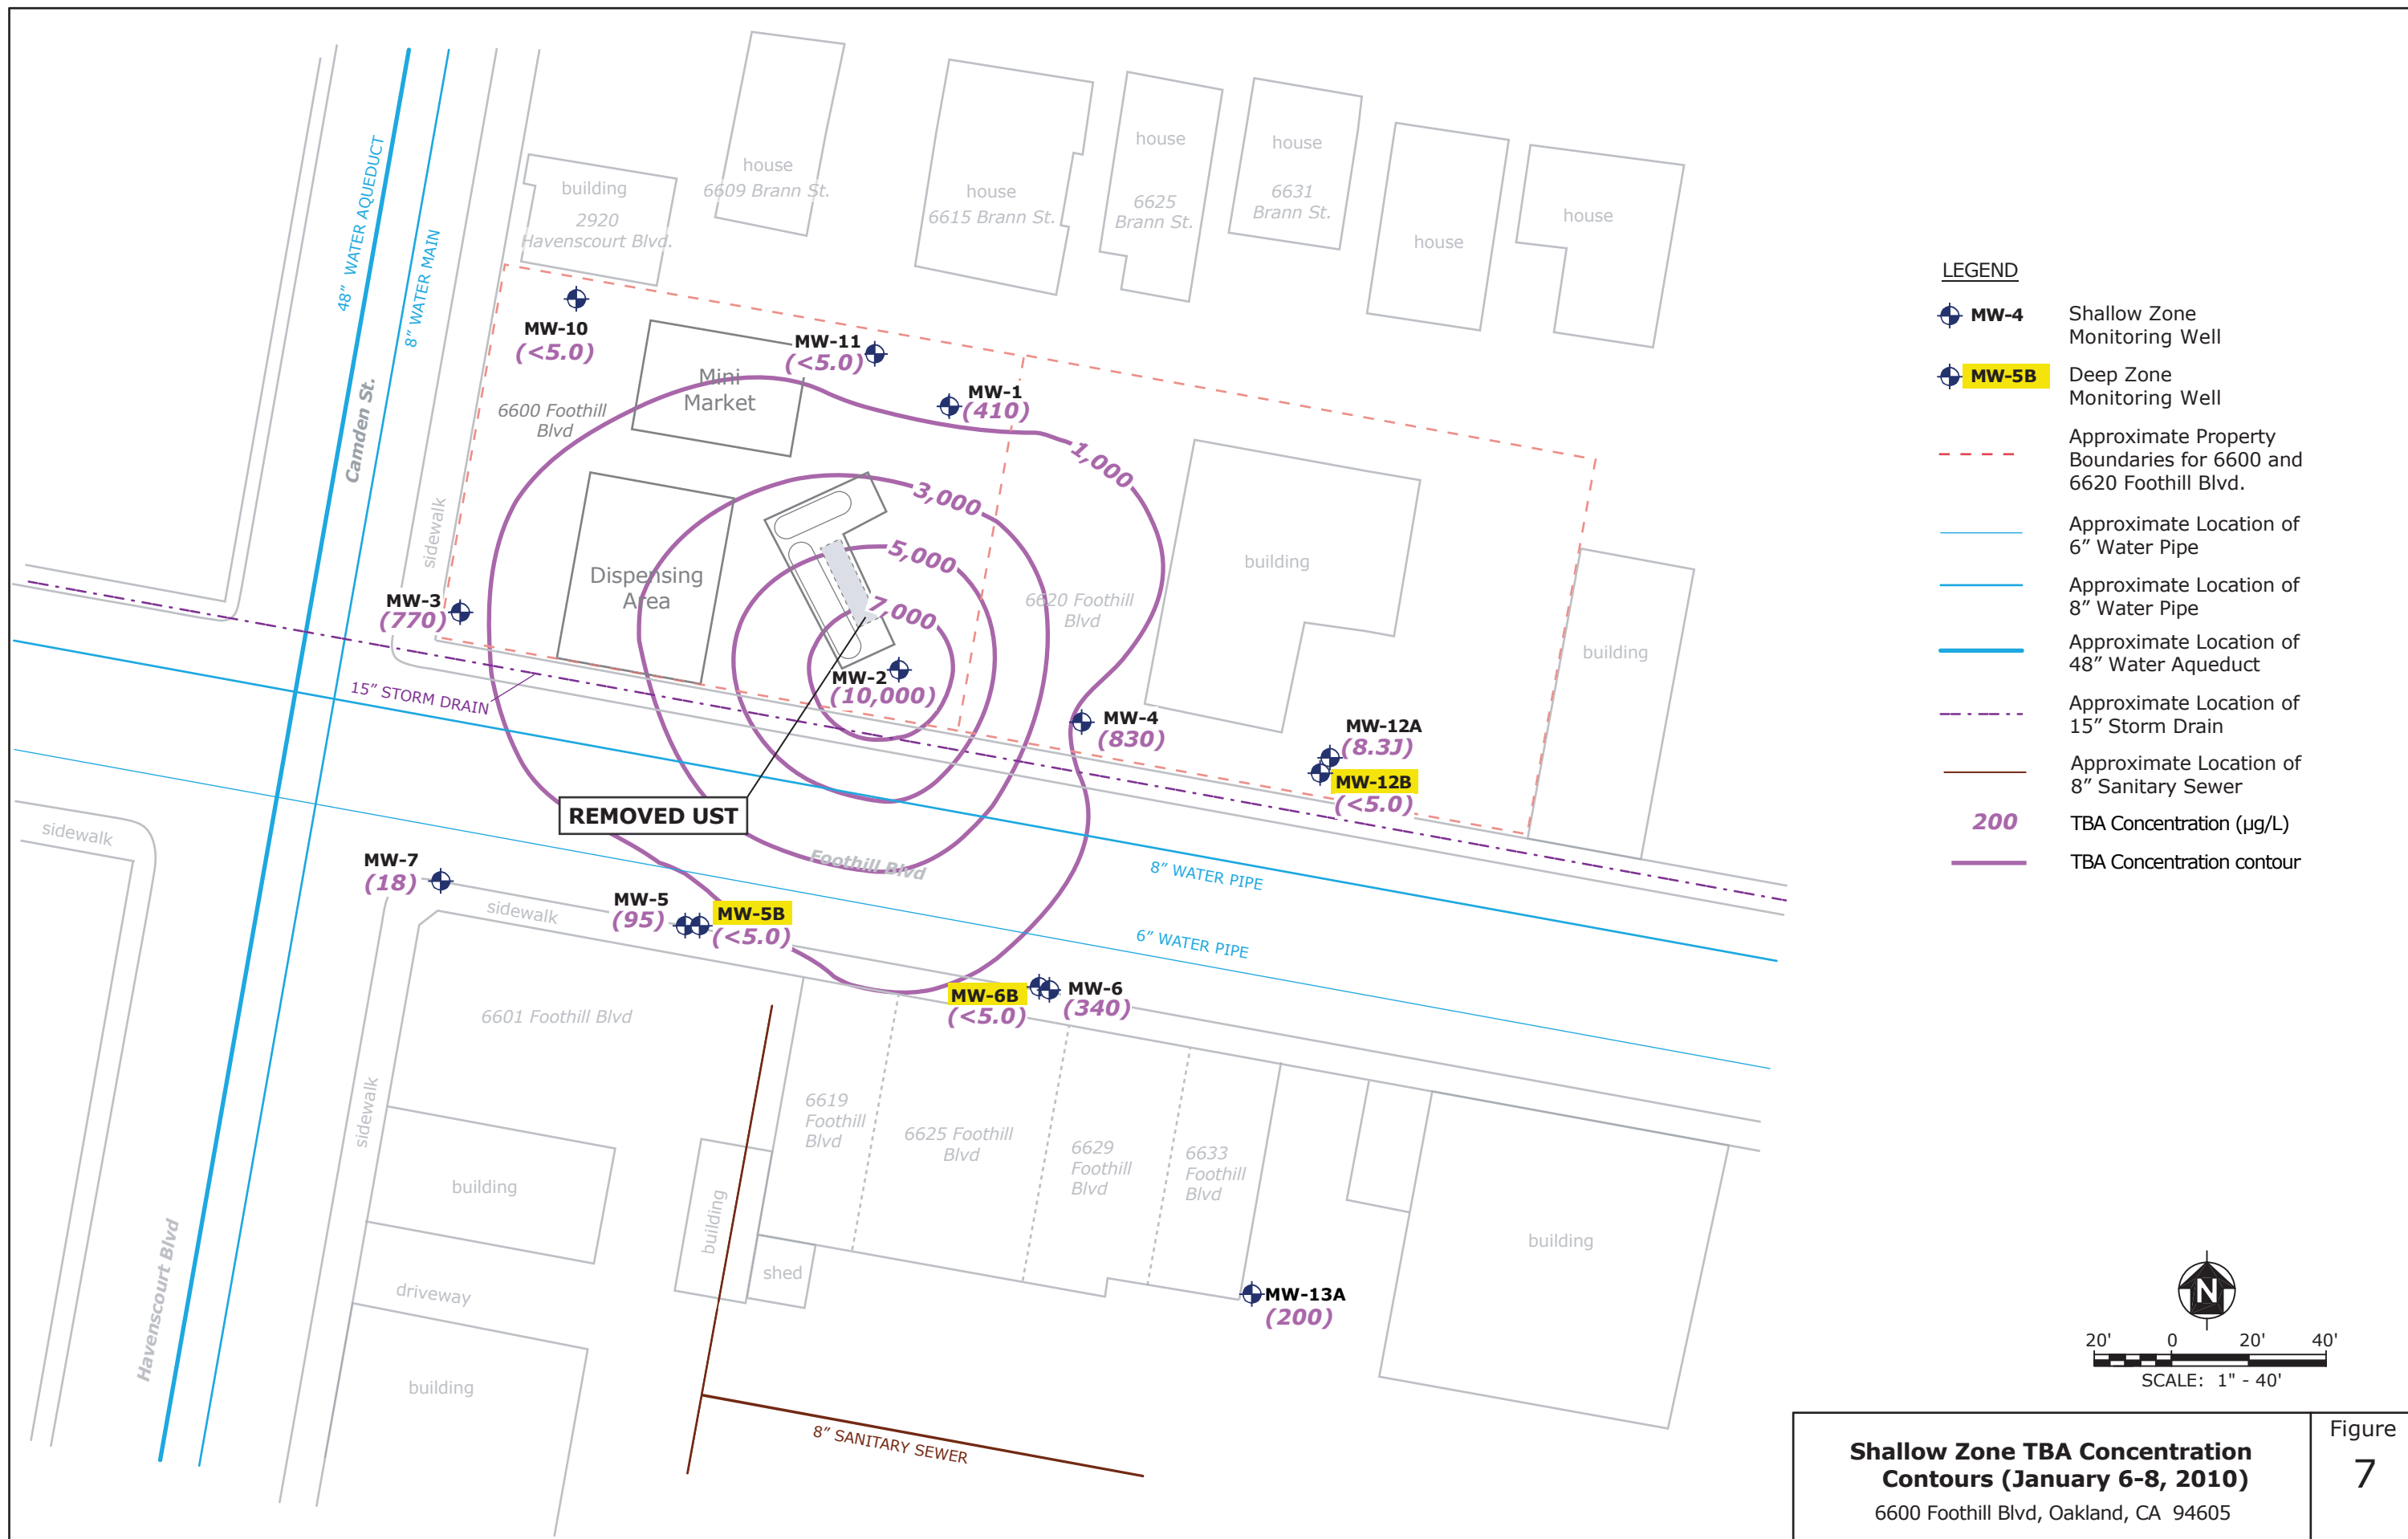 house
6609 Brann St.
building
2920
Havenscourt Blvd.
house
6615 Brann St.
house
6625
Brann St.
house
6631
Brann St.
house
house
48” WATER AQUEDUCT
8” WATER MAIN
Camden St.
sidewalk
MW-10
(<5.0)
MW-11
(<5.0)
Mini
Market
MW-1
(410)
6600 Foothill
Blvd
1,000
3,000
5,000
7,000
Dispensing
Area
building
6620 Foothill
Blvd
building
MW-3
(770)
MW-2
(10,000)
15” STORM DRAIN
MW-4
(830)
MW-12A
(8.3J)
MW-12B
(<5.0)
REMOVED UST
sidewalk
Foothill Blvd
8” WATER PIPE
MW-7
(18)
sidewalk
MW-5
(95)
MW-5B
(<5.0)
6” WATER PIPE
MW-6B
(<5.0)
MW-6
(340)
6601 Foothill Blvd
sidewalk
6619
Foothill
Blvd
6625 Foothill
Blvd
6629
Foothill
Blvd
6633
Foothill
Blvd
building
building
building
shed
driveway
MW-13A
(200)
Havenscourt Blvd
building
8” SANITARY SEWER
LEGEND
MW-4
Shallow Zone
Monitoring Well
MW-5B
Deep Zone
Monitoring Well
Approximate Property
Boundaries for 6600 and
6620 Foothill Blvd.
Approximate Location of
6” Water Pipe
Approximate Location of
8” Water Pipe
Approximate Location of
48” Water Aqueduct
Approximate Location of
15” Storm Drain
Approximate Location of
8” Sanitary Sewer
200 TBA Concentration (µg/L)
TBA Concentration contour
N
20' 0 20' 40'
SCALE: 1" - 40'
Shallow Zone TBA Concentration
Contours (January 6-8, 2010)
6600 Foothill Blvd, Oakland, CA 94605
Figure
7